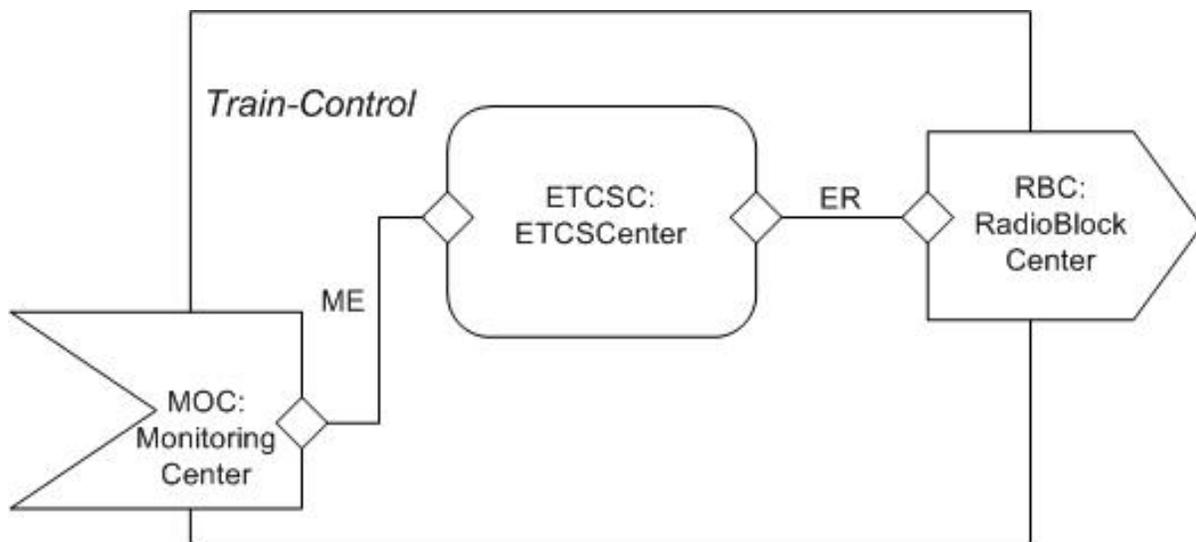 Train-Control
ETCSC:
ETCSCenter
ER
RBC:
RadioBlock
Center
ME
MOC:
Monitoring
Center